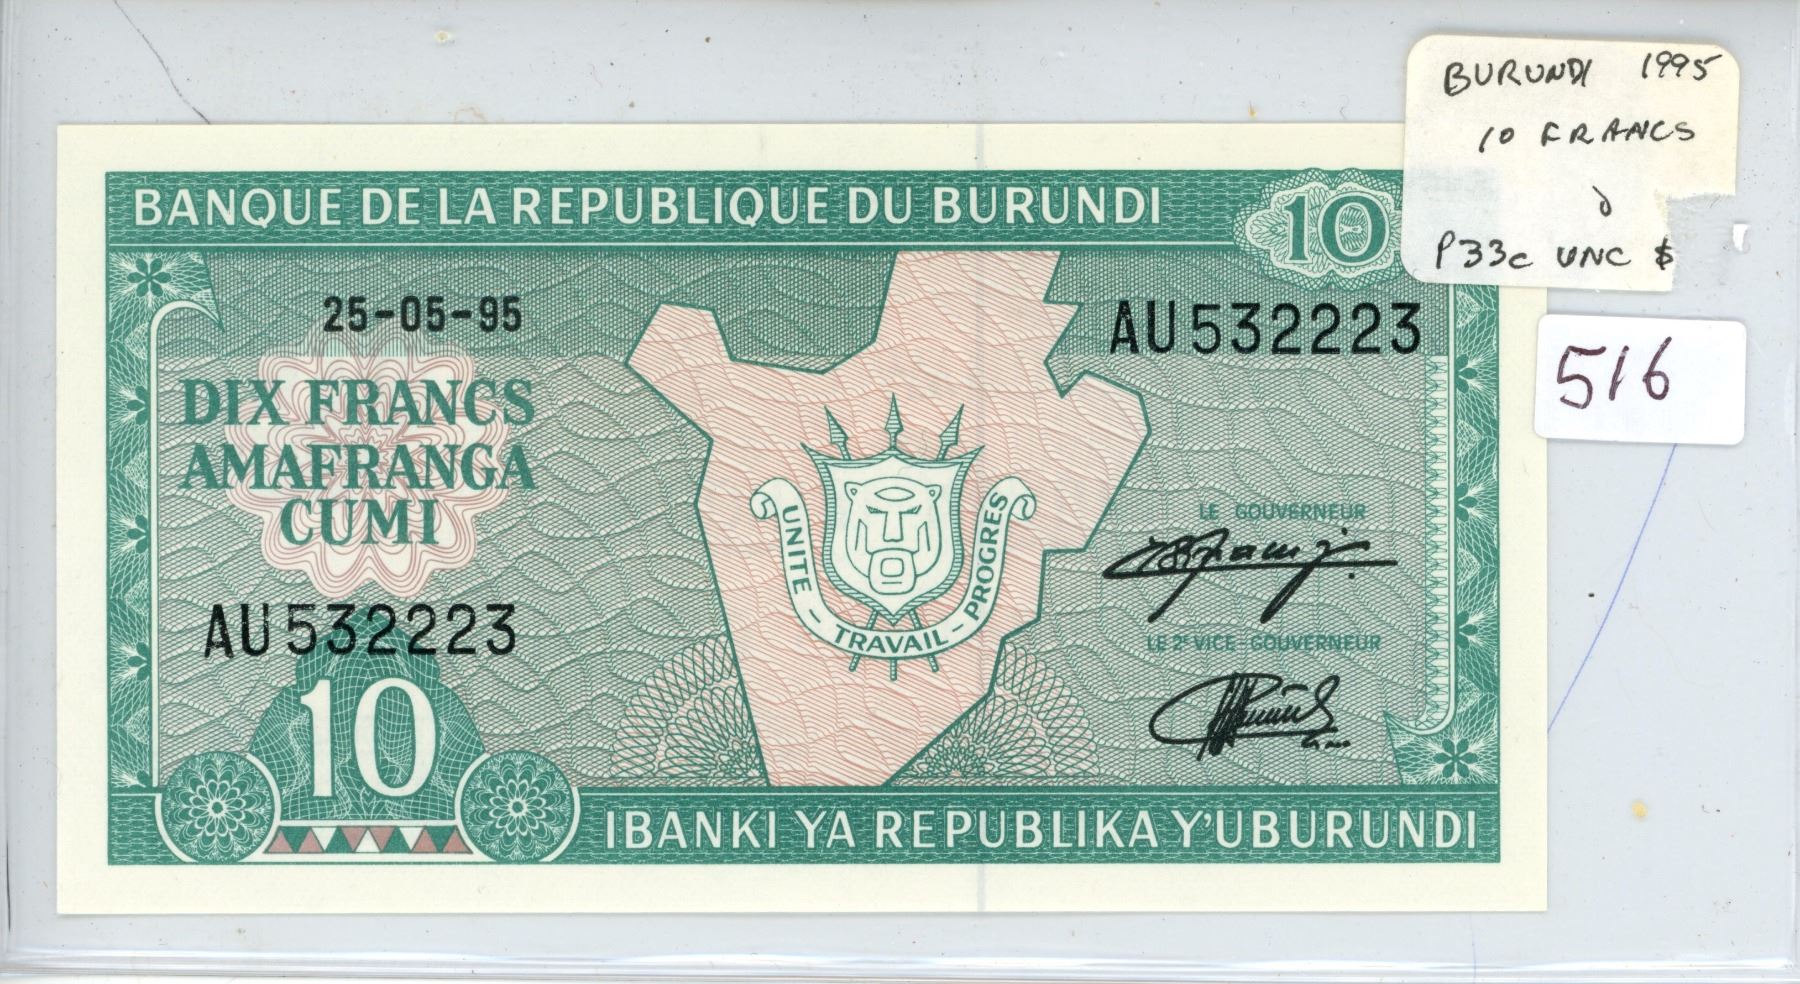 BURUNDI 1995
10 FRANCS
P33c UNC $
516
BANQUE DE LA REPUBLIQUE DU BURUNDI
10
25-05-95
AU532223
DIX FRANCS
AMAFRANGA
CUMI
UNITE - TRAVAIL - PROGRES
LE GOUVERNEUR
AU532223
LE 2e VICE-GOUVERNEUR
10
IBANKI YA REPUBLIKA Y'UBURUNDI